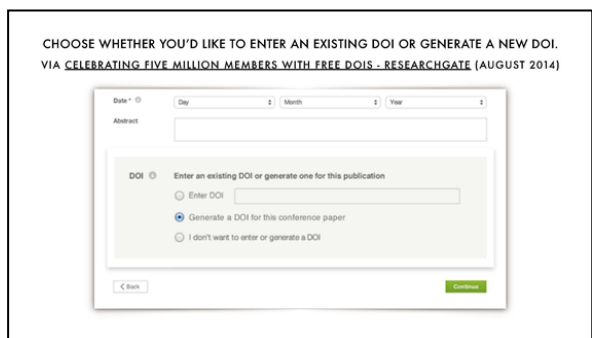 CHOOSE WHETHER YOU'D LIKE TO ENTER AN EXISTING DOI OR GENERATE A NEW DOI.
VIA CELEBRATING FIVE MILLION MEMBERS WITH FREE DOIS - RESEARCHGATE (AUGUST 2014)
Date* Day Month Year
Abstract
DOI Enter an existing DOI or generate one for this publication
Enter DOI
Generate a DOI for this conference paper
I don't want to enter or generate a DOI
< Back Continue